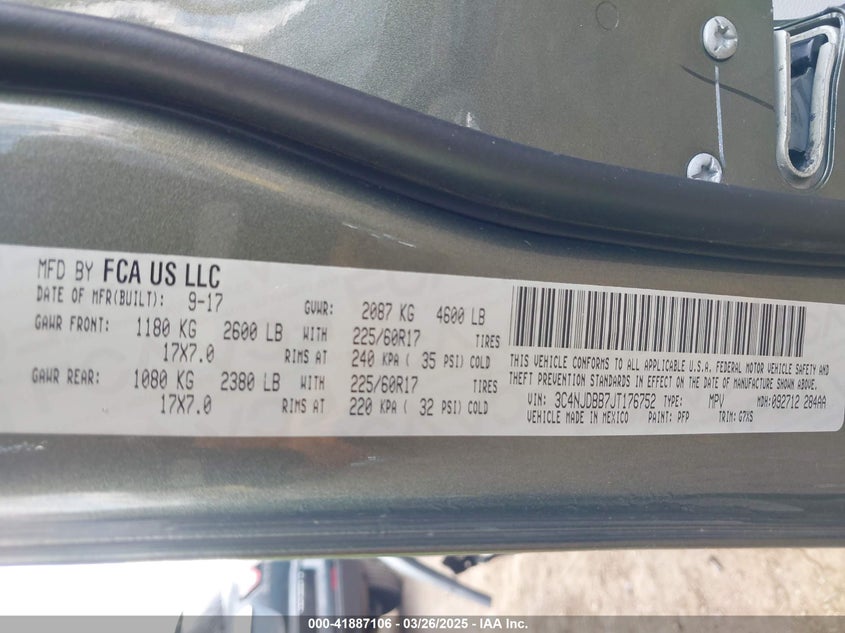 MFD BY FCA US LLC
DATE OF MFR(BUILT): 9-17 GVWR: 2087 KG 4600 LB
GAWR FRONT: 1180 KG 2600 LB WITH 225/60R17 TIRES
17X7.0 RIMS AT 240 KPA ( 35 PSI) COLD
GAWR REAR: 1080 KG 2380 LB WITH 225/60R17 TIRES
17X7.0 RIMS AT 220 KPA ( 32 PSI) COLD
THIS VEHICLE CONFORMS TO ALL APPLICABLE U.S.A. FEDERAL MOTOR VEHICLE SAFETY AND
THEFT PREVENTION STANDARDS IN EFFECT ON THE DATE OF MANUFACTURE SHOWN ABOVE.
VIN: 3C4NJDBB7JT176752 TYPE: MPV MDH:092712 284AA
VEHICLE MADE IN MEXICO PAINT: PFP TRIM: G7XS
000-41887106 - 03/26/2025 - IAA Inc.